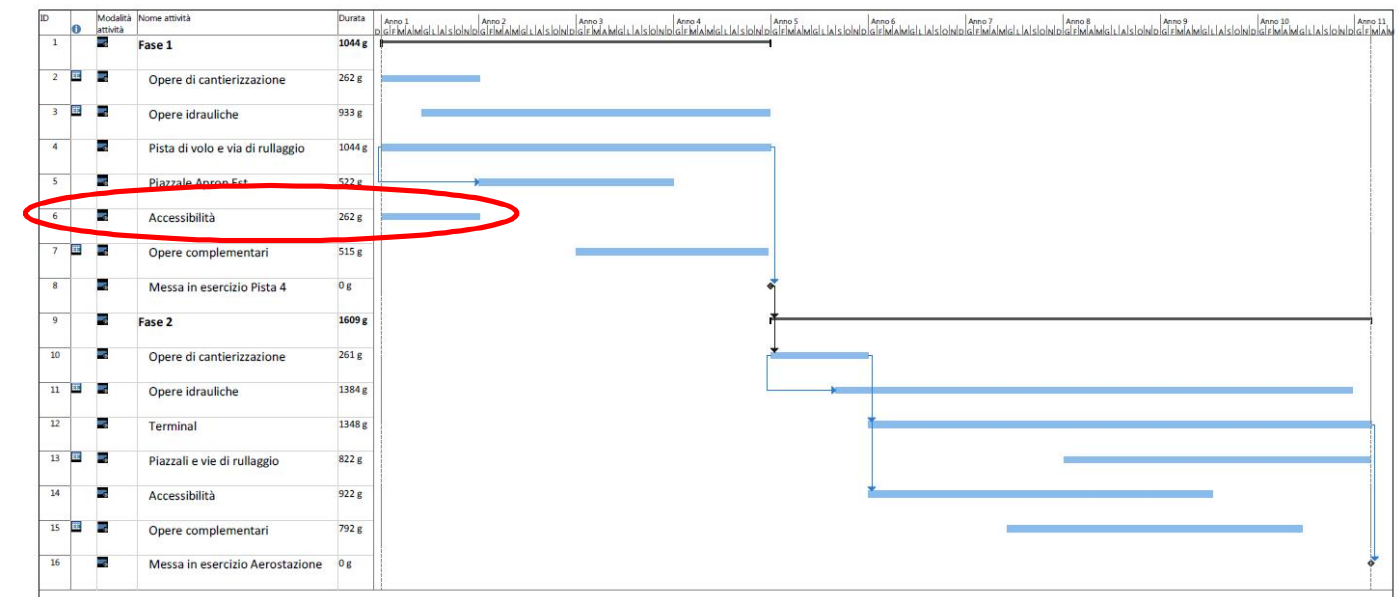 ID Modalità attività Nome attività Durata Anno 1 Anno 2 Anno 3 Anno 4 Anno 5 Anno 6 Anno 7 Anno 8 Anno 9 Anno 10 Anno 11
D G F M A M G L A S O N D G F M A M G L A S O N D G F M A M G L A S O N D G F M A M G L A S O N D G F M A M G L A S O N D G F M A M G L A S O N D G F M A M G L A S O N D G F M A M G L A S O N D G F M A M G L A S O N D G F M A M G L A S O N D G F M A M
1 Fase 1 1044 g
2 Opere di cantierizzazione 262 g
3 Opere idrauliche 933 g
4 Pista di volo e via di rullaggio 1044 g
5 Piazzale Apron Est 522 g
6 Accessibilità 262 g
7 Opere complementari 515 g
8 Messa in esercizio Pista 4 0 g
9 Fase 2 1609 g
10 Opere di cantierizzazione 261 g
11 Opere idrauliche 1384 g
12 Terminal 1348 g
13 Piazzali e vie di rullaggio 822 g
14 Accessibilità 922 g
15 Opere complementari 792 g
16 Messa in esercizio Aerostazione 0 g